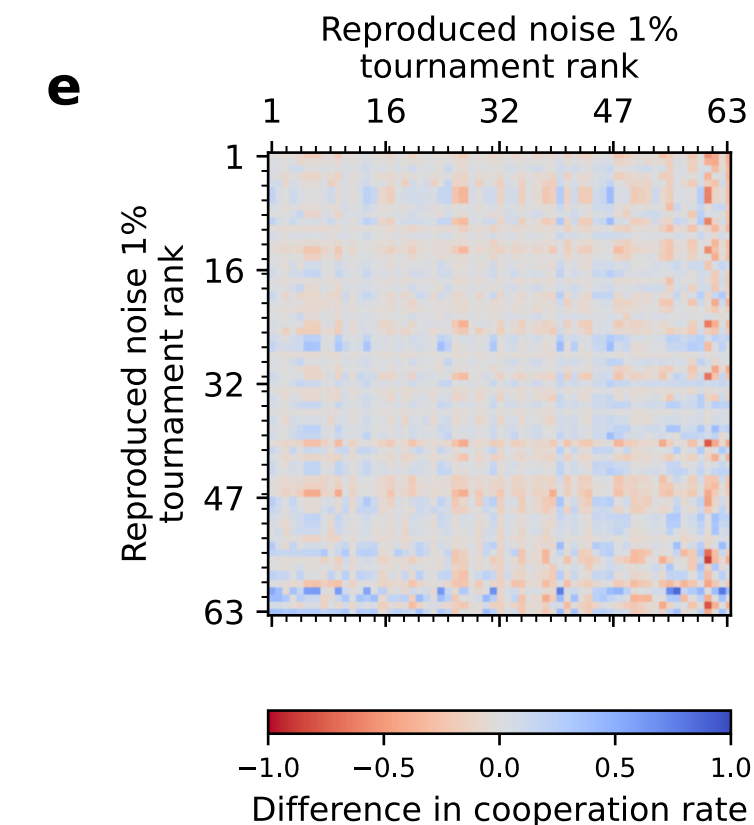 e
Reproduced noise 1%
tournament rank
1 16 32 47 63
Reproduced noise 1%
tournament rank
1
16
32
47
63
−1.0 −0.5 0.0 0.5 1.0
Difference in cooperation rate